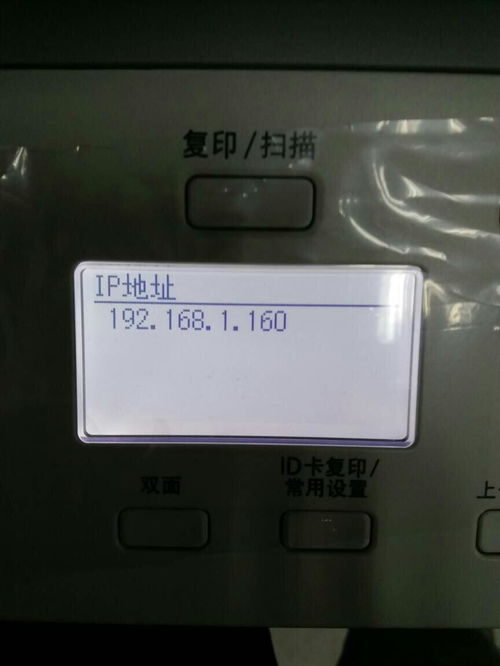 复印/扫描
IP地址
192.168.1.160
双面
ID卡复印/
常用设置
上